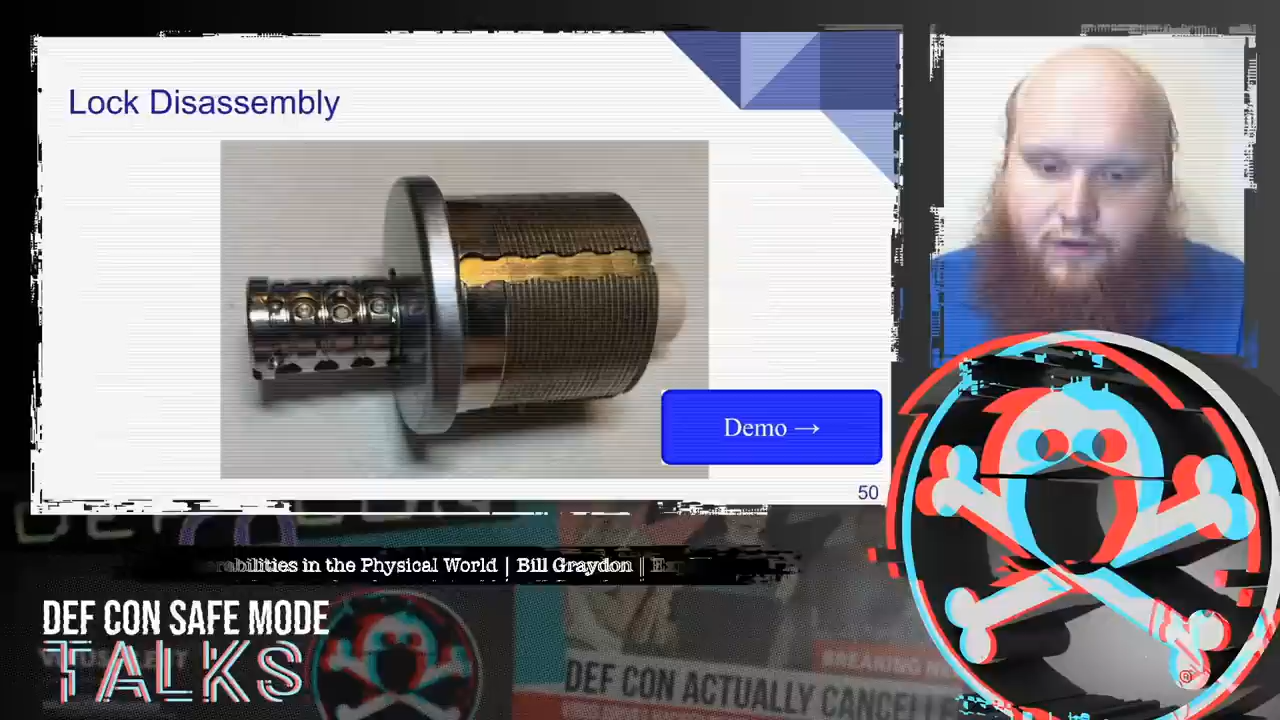 Lock Disassembly
Demo →
50
rabilities in the Physical World | Bill Graydon |
DEF CON SAFE MODE
TALKS
BREAKING
DEF CON ACTUALLY